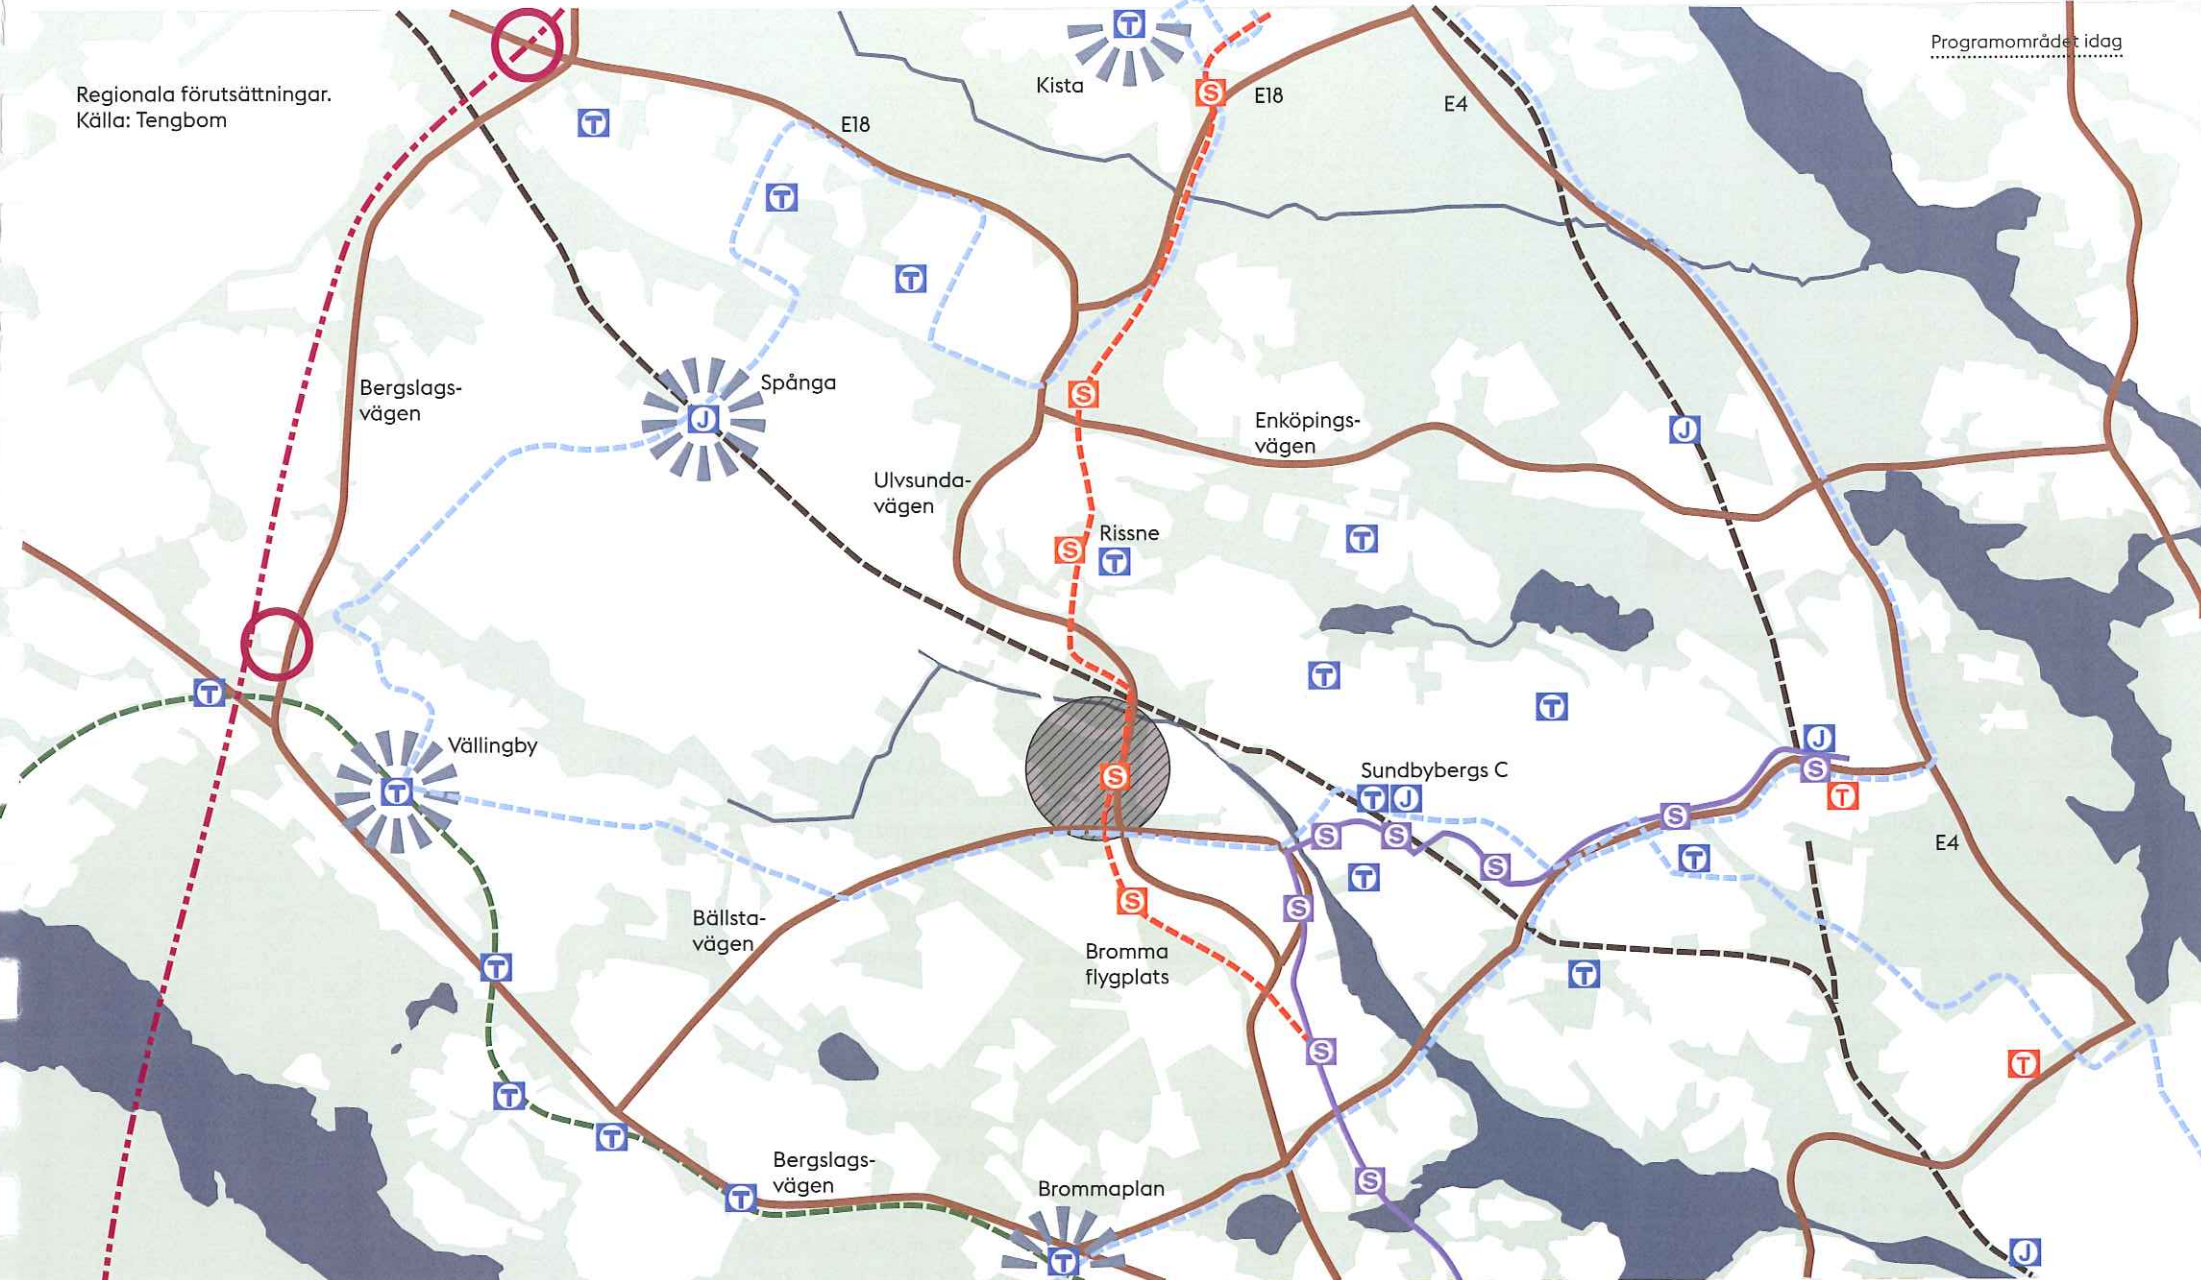 Programområdet idag
Regionala förutsättningar.
Källa: Tengbom
T
Kista
S
E18
E4
T
E18
T
T
Spånga
J
Bergslags-
vägen
S
Enköpings-
vägen
J
Ulvsunda-
vägen
Rissne
S
T
T
T
T
T
Vällingby
T
Sundbybergs C
T
J
S
J
S
T
S
S
S
S
E4
T
T
S
S
Bällsta-
vägen
Bromma
flygplats
T
T
S
T
T
T
Bergslags-
vägen
T
Brommaplan
S
T
J